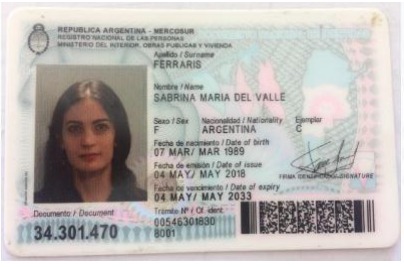 REPUBLICA ARGENTINA - MERCOSUR
REGISTRO NACIONAL DE LAS PERSONAS
MINISTERIO DEL INTERIOR, OBRAS PUBLICAS Y VIVIENDA
Apellido / Surname
FERRARIS
Nombre / Name
SABRINA MARIA DEL VALLE
Sexo / Sex Nacionalidad / Nationality Ejemplar
F ARGENTINA C
Fecha de nacimiento / Date of birth
07 MAR/ MAR 1989
Fecha de emisión / Date of issue
04 MAY/ MAY 2018
FIRMA IDENTIFICADO / SIGNATURE
Fecha de vencimiento / Date of expiry
04 MAY/ MAY 2033
Documento / Document
Trámite Nº / Of. ident.
34.301.470
00546301830
8001